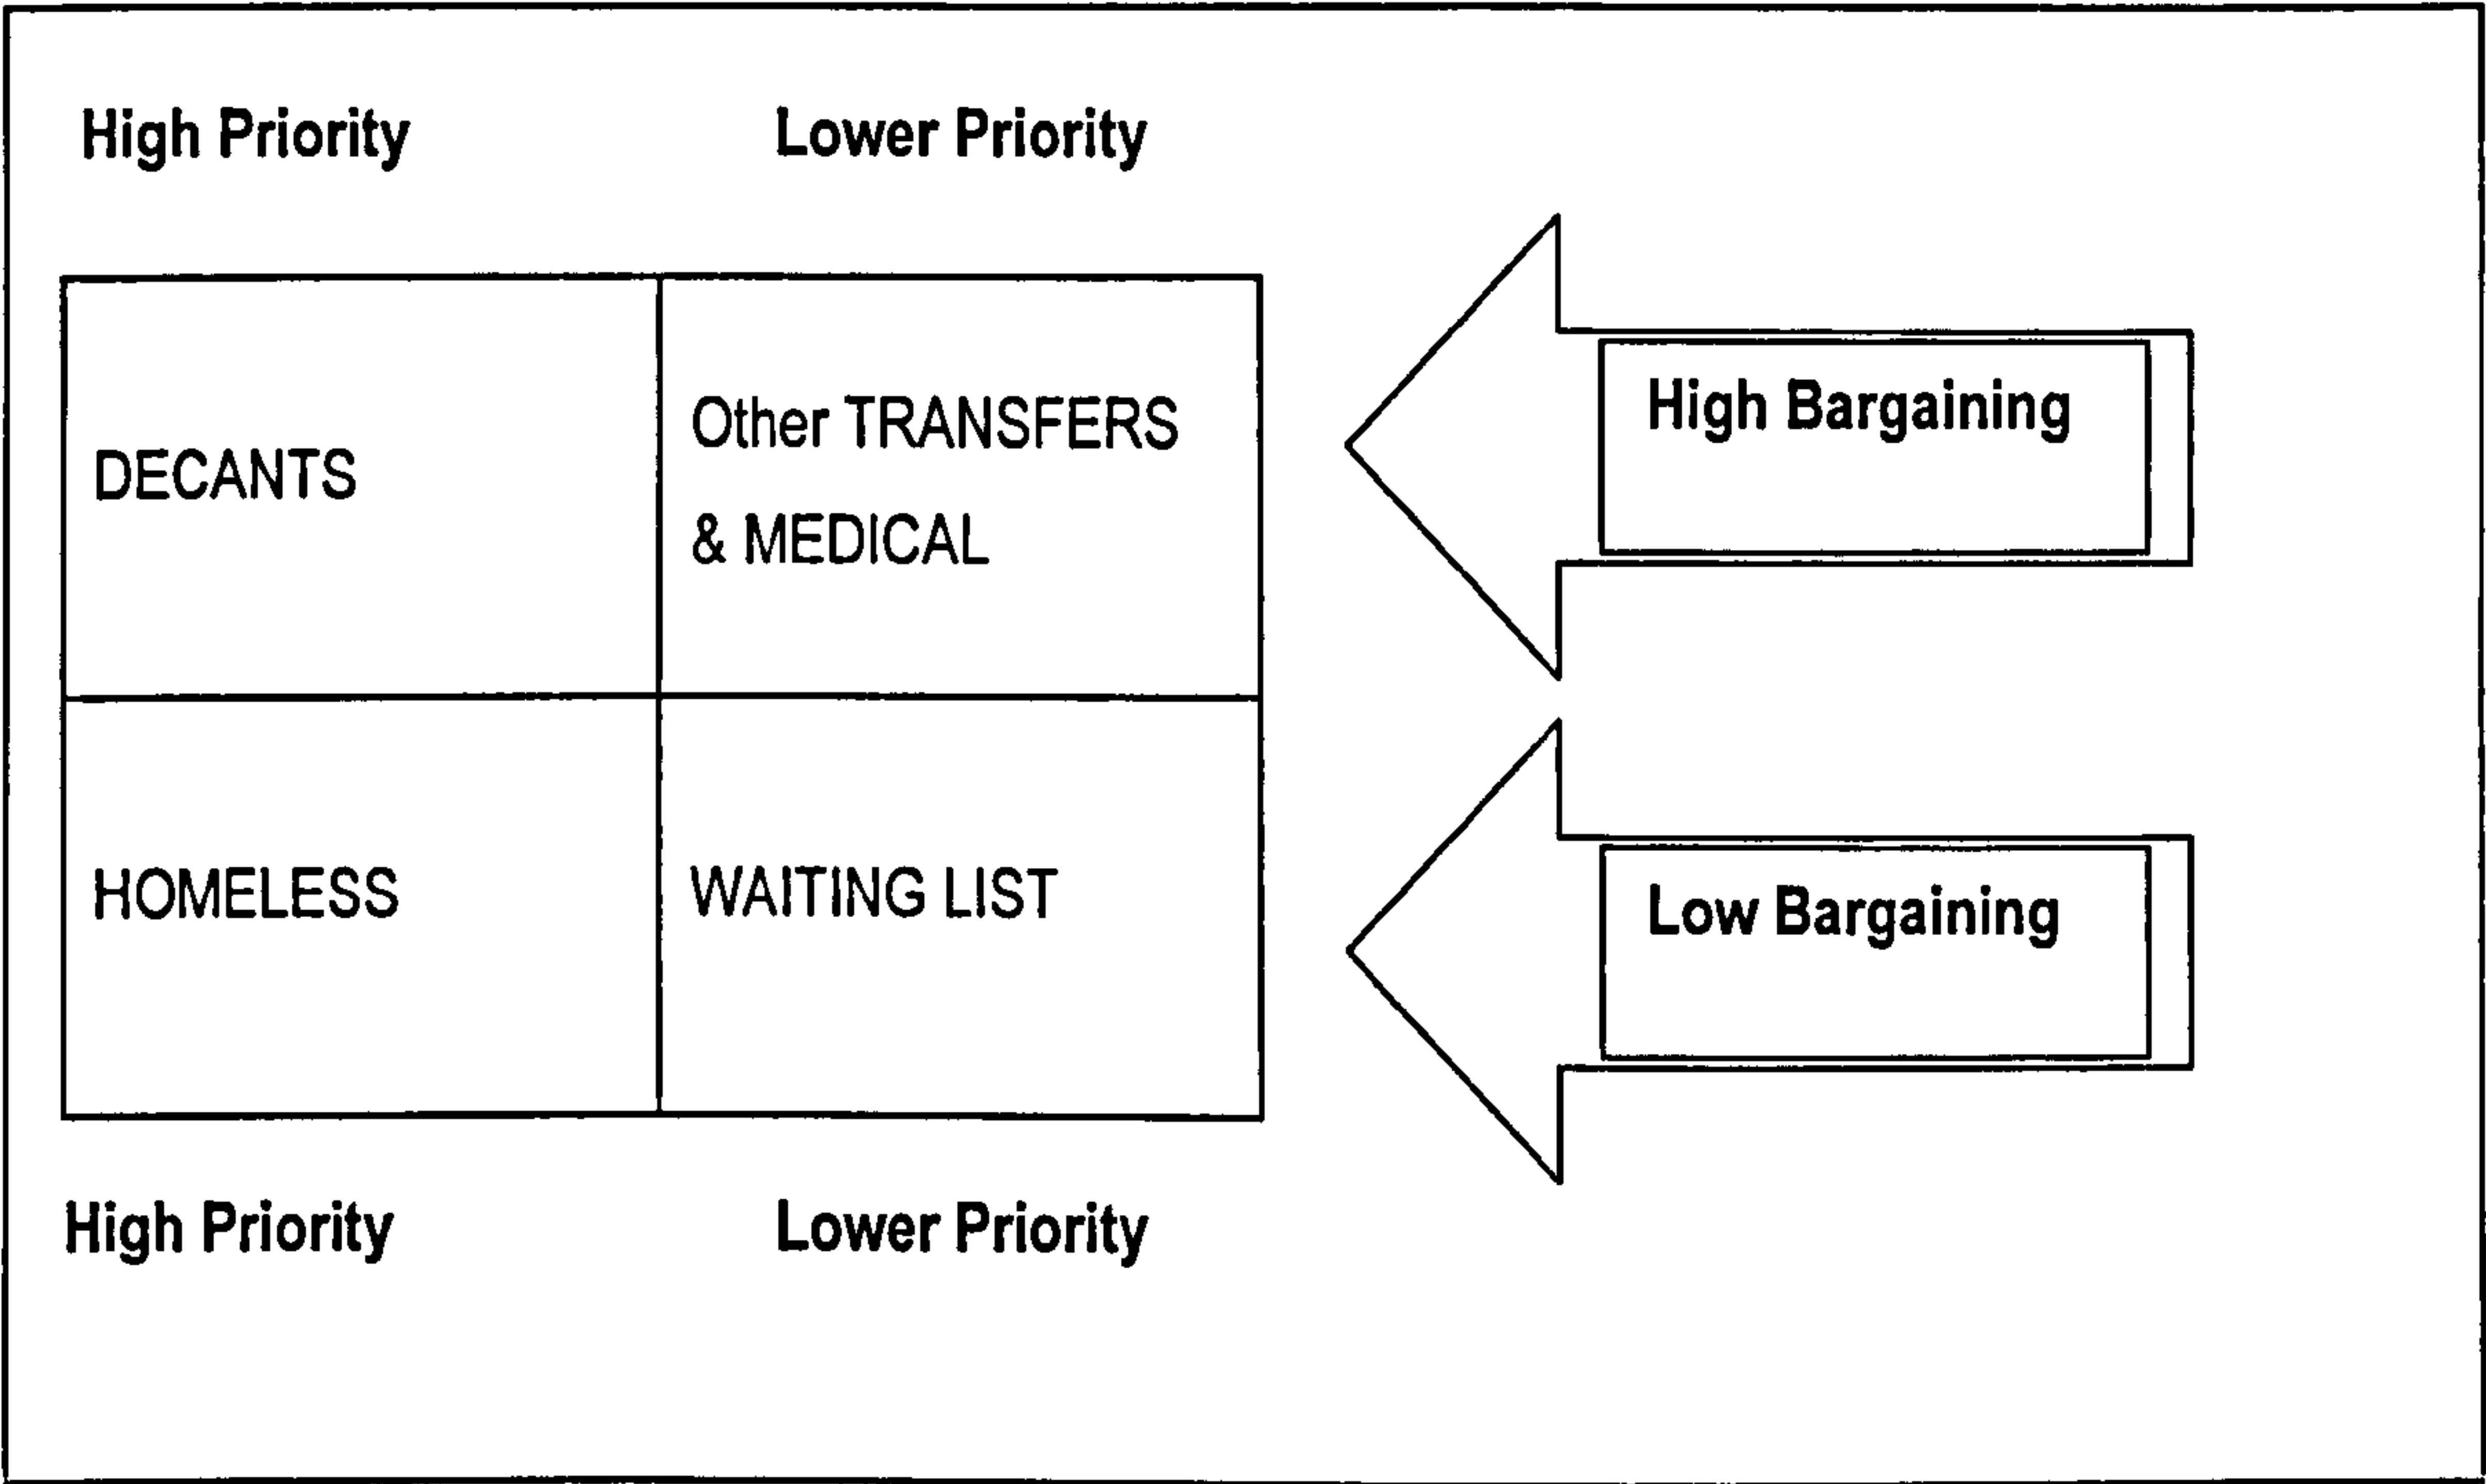 High Priority
Lower Priority
DECANTS
Other TRANSFERS
& MEDICAL
High Bargaining
HOMELESS
WAITING LIST
Low Bargaining
High Priority
Lower Priority